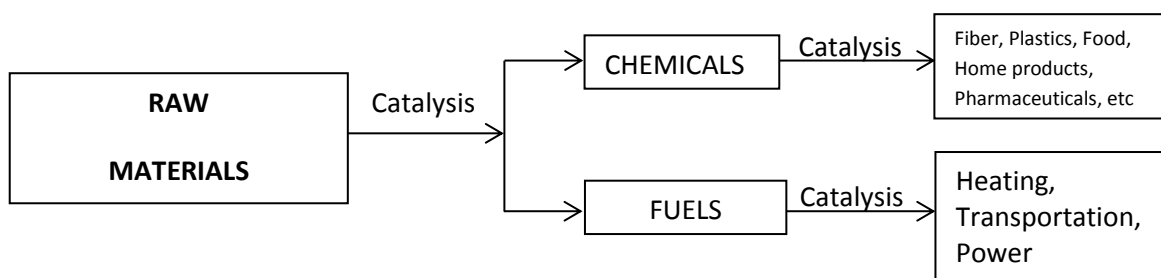 RAW
MATERIALS
Catalysis
CHEMICALS
Catalysis
Fiber, Plastics, Food,
Home products,
Pharmaceuticals, etc
FUELS
Catalysis
Heating,
Transportation,
Power